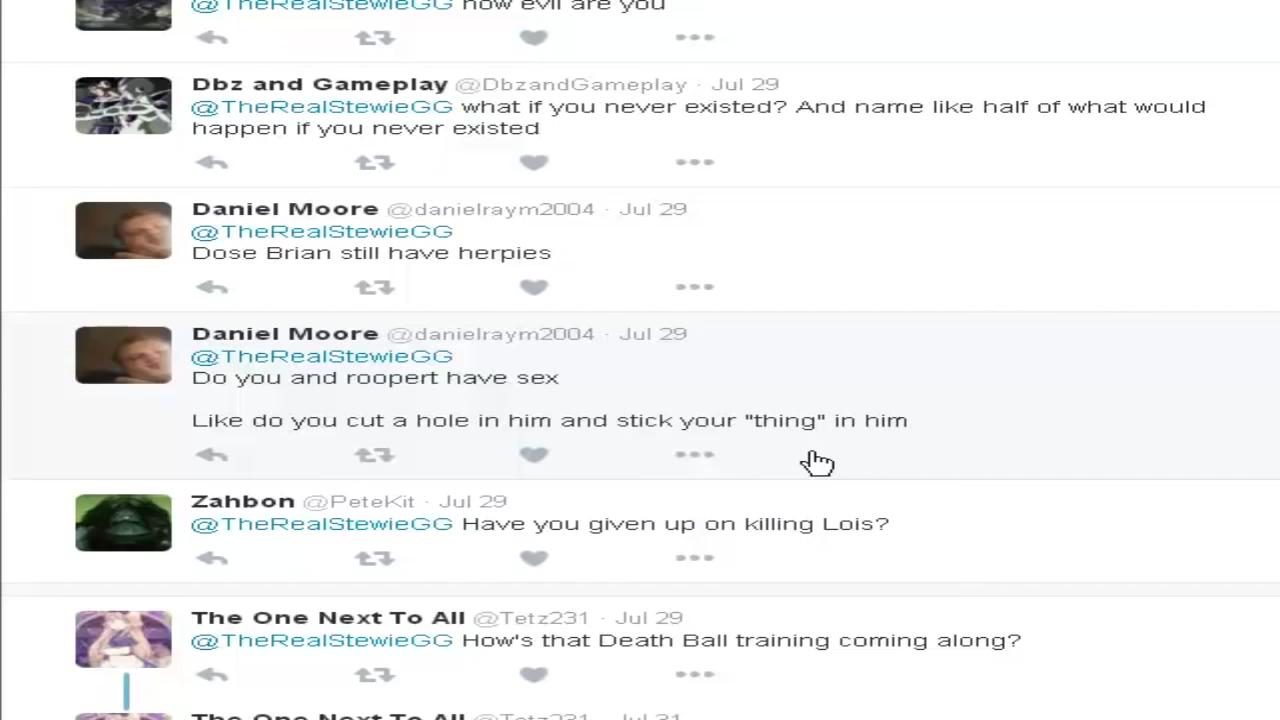 @TheRealStewieGG how evil are you
Dbz and Gameplay @DbzandGameplay · Jul 29
@TheRealStewieGG what if you never existed? And name like half of what would
happen if you never existed
Daniel Moore @danielraym2004 · Jul 29
@TheRealStewieGG
Dose Brian still have herpies
Daniel Moore @danielraym2004 · Jul 29
@TheRealStewieGG
Do you and roopert have sex
Like do you cut a hole in him and stick your "thing" in him
Zahbon @PeteKit · Jul 29
@TheRealStewieGG Have you given up on killing Lois?
The One Next To All @Tetz231 · Jul 29
@TheRealStewieGG How's that Death Ball training coming along?
The One Next To All @Tetz231 · Jul 31